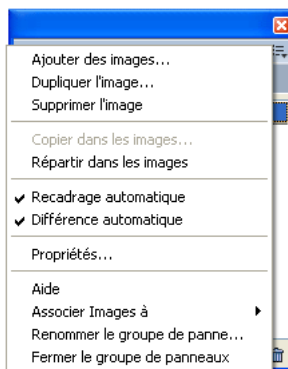 Ajouter des images...
Dupliquer l'image...
Supprimer l'image
Copier dans les images...
Répartir dans les images
Recadrage automatique
Différence automatique
Propriétés...
Aide
Associer Images à
Renommer le groupe de panne...
Fermer le groupe de panneaux